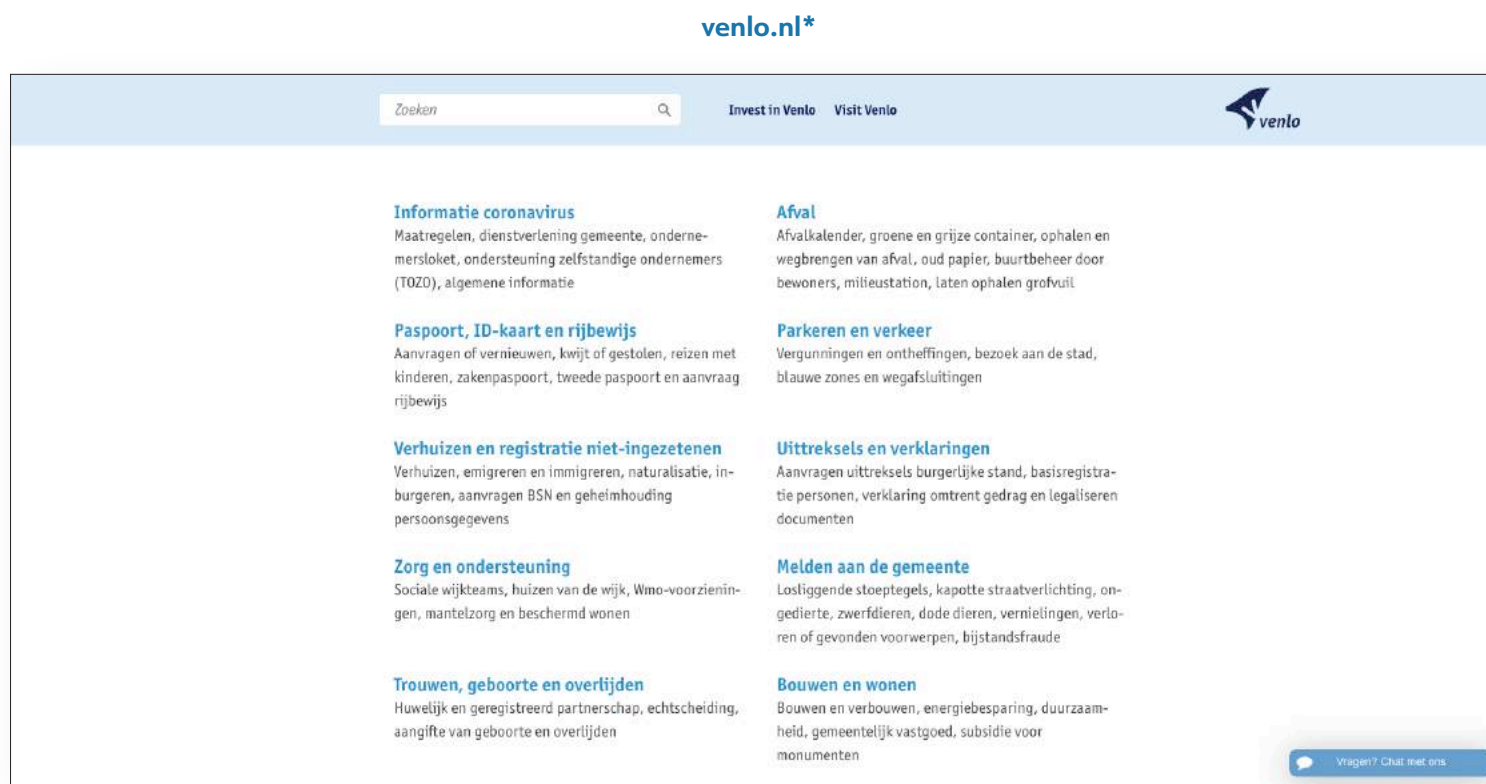 venlo.nl*
Zoeken
Invest in Venlo
Visit Venlo
venlo
Informatie coronavirus
Maatregelen, dienstverlening gemeente, onderne-
mersloket, ondersteuning zelfstandige ondernemers
(TOZO), algemene informatie
Afval
Afvalkalender, groene en grijze container, ophalen en
wegbrengen van afval, oud papier, buurtbeheer door
bewoners, milieustation, laten ophalen grofvuil
Paspoort, ID-kaart en rijbewijs
Aanvragen of vernieuwen, kwijt of gestolen, reizen met
kinderen, zakenpaspoort, tweede paspoort en aanvraag
rijbewijs
Parkeren en verkeer
Vergunningen en ontheffingen, bezoek aan de stad,
blauwe zones en wegafsluitingen
Verhuizen en registratie niet-ingezetenen
Verhuizen, emigreren en immigreren, naturalisatie, in-
burgeren, aanvragen BSN en geheimhouding
persoonsgegevens
Uittreksels en verklaringen
Aanvragen uittreksels burgerlijke stand, basisregistra-
tie personen, verklaring omtrent gedrag en legaliseren
documenten
Zorg en ondersteuning
Sociale wijkteams, huizen van de wijk, Wmo-voorzienin-
gen, mantelzorg en beschermd wonen
Melden aan de gemeente
Losliggende stoeptegels, kapotte straatverlichting, on-
gedierte, zwerfdieren, dode dieren, vernielingen, verlo-
ren of gevonden voorwerpen, bijstandsfraude
Trouwen, geboorte en overlijden
Huwelijk en geregistreerd partnerschap, echtscheiding,
aangifte van geboorte en overlijden
Bouwen en wonen
Bouwen en verbouwen, energiebesparing, duurzaam-
heid, gemeentelijk vastgoed, subsidie voor
monumenten
Vragen? Chat met ons